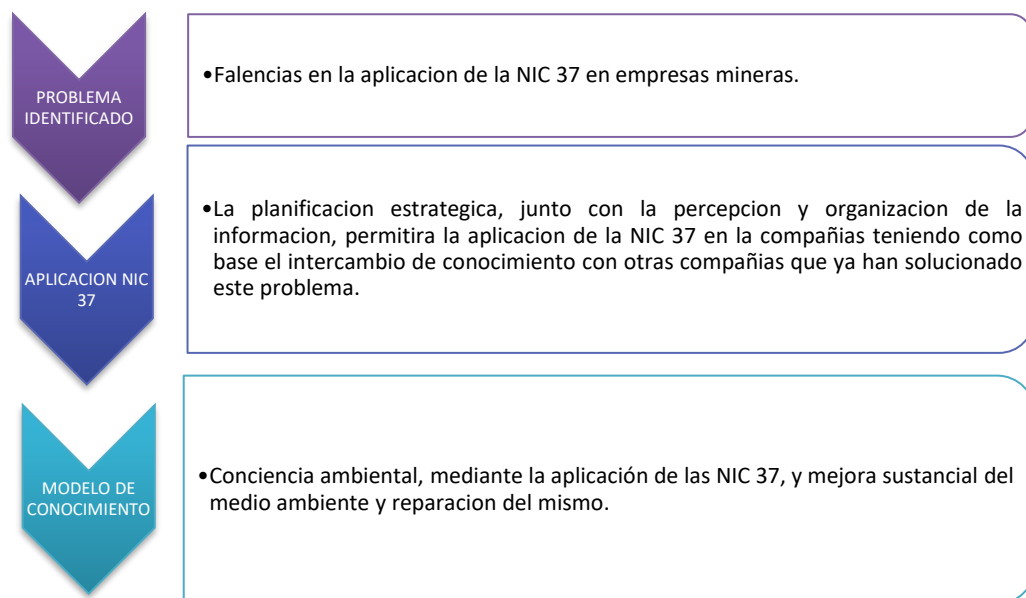 PROBLEMA
IDENTIFICADO
•Falencias en la aplicacion de la NIC 37 en empresas mineras.
APLICACION NIC
37
•La planificacion estrategica, junto con la percepcion y organizacion de la
informacion, permitira la aplicacion de la NIC 37 en la compañias teniendo como
base el intercambio de conocimiento con otras compañias que ya han solucionado
este problema.
MODELO DE
CONOCIMIENTO
•Conciencia ambiental, mediante la aplicación de las NIC 37, y mejora sustancial del
medio ambiente y reparacion del mismo.